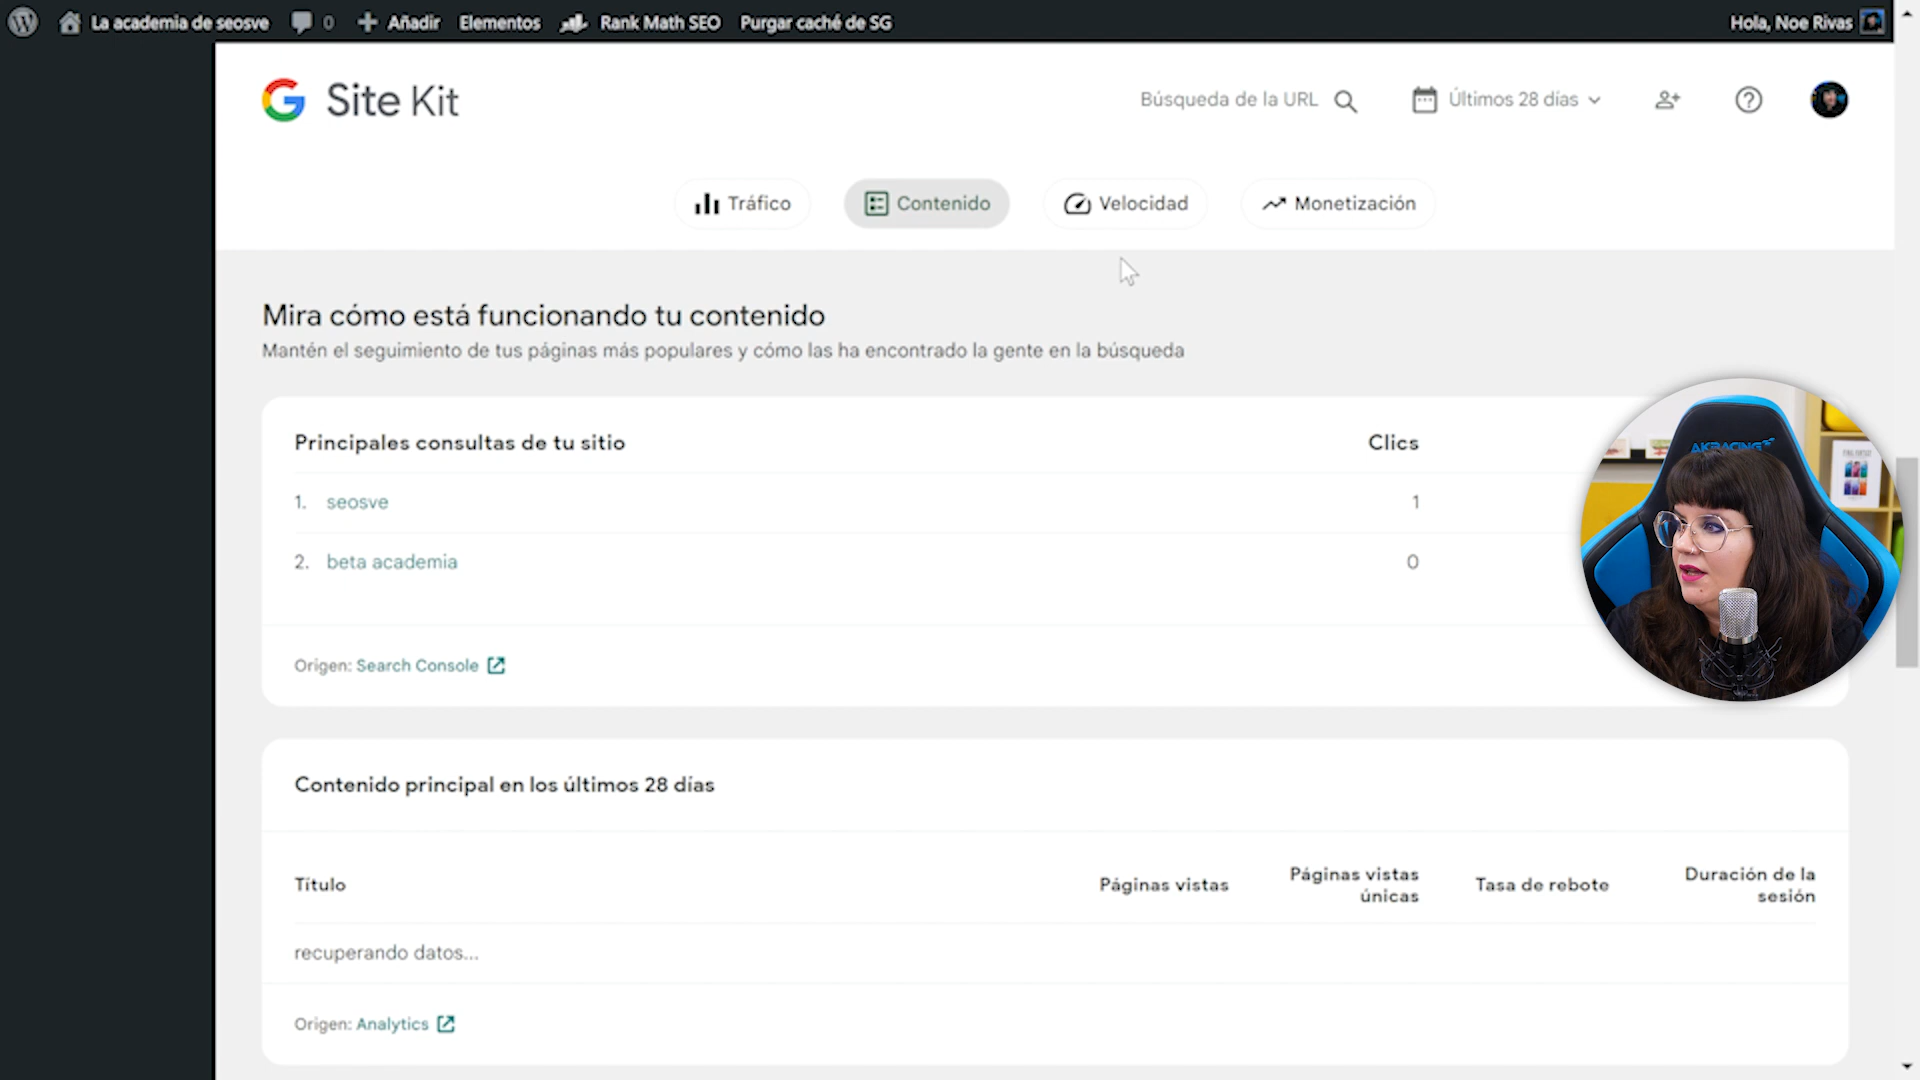 La academia de seosve 0 Añadir Elementos Rank Math SEO Purgar caché de SG Hola, Noe Rivas
Site Kit Búsqueda de la URL Últimos 28 días
Tráfico Contenido Velocidad Monetización
Mira cómo está funcionando tu contenido
Mantén el seguimiento de tus páginas más populares y cómo las ha encontrado la gente en la búsqueda
Principales consultas de tu sitio Clics
1. seosve 1
2. beta academia 0
Origen: Search Console
Contenido principal en los últimos 28 días
Título Páginas vistas Páginas vistas únicas Tasa de rebote Duración de la sesión
recuperando datos...
Origen: Analytics
AKRACING
FINAL FANTASY